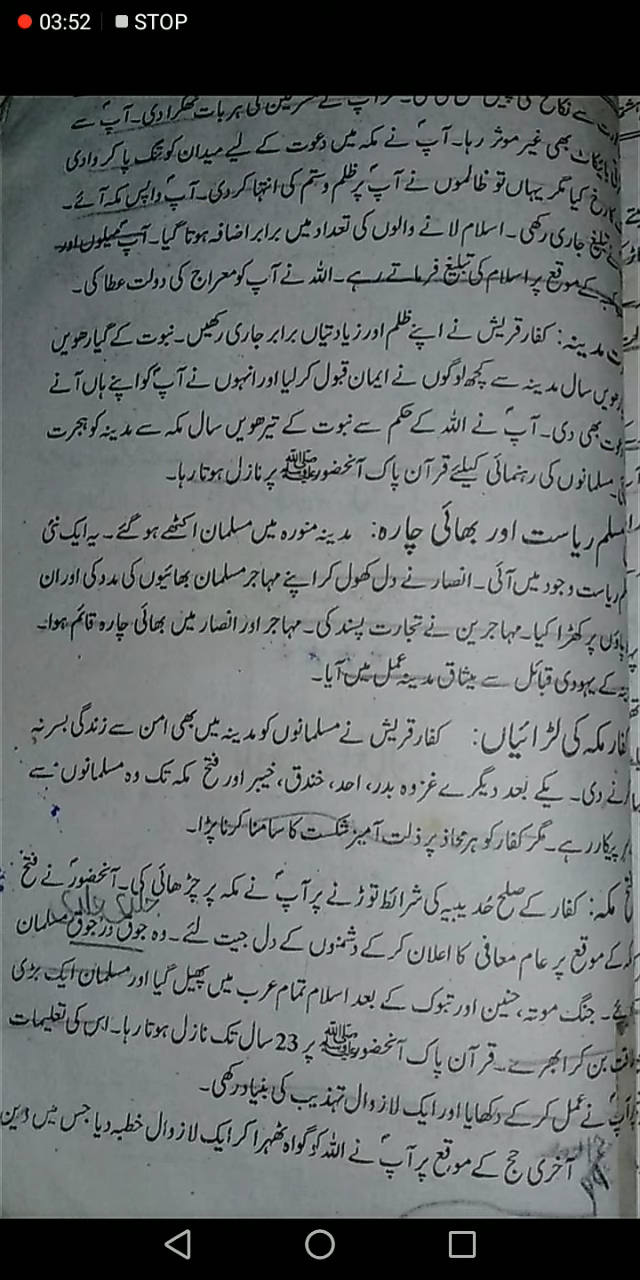 03:52 STOP
سے نکاح کی آپ نے مشرکین کی ہر بات ٹھکرا دی۔ آپؐ سے
بائیکاٹ بھی غیر موثر رہا۔ آپؐ نے مکہ میں دعوت کے لیے میدان کو تنگ پا کر وادی
رخ کیا مگر یہاں تو ظالموں نے آپؐ پر ظلم و ستم کی انتہا کر دی۔ آپؐ واپس مکہ آئے۔
تبلیغ جاری رکھی۔ اسلام لانے والوں کی تعداد میں برابر اضافہ ہوتا گیا۔ آپؐ میلوں اور
کے موقع پر اسلام کی تبلیغ فرماتے رہے۔ اللہ نے آپ کو معراج کی دولت عطا کی۔
مدینہ: کفار قریش نے اپنے ظلم اور زیادتیاں برابر جاری رکھیں۔ نبوت کے گیارھویں
سال مدینہ سے کچھ لوگوں نے ایمان قبول کر لیا اور انہوں نے آپؐ کو اپنے ہاں آنے
بھی دی۔ آپؐ نے اللہ کے حکم سے نبوت کے تیرھویں سال مکہ سے مدینہ کو ہجرت
مسلمانوں کی رہنمائی کیلئے قرآن پاک آنحضور ﷺ پر نازل ہوتا رہا۔
مسلم ریاست اور بھائی چارہ: مدینہ منورہ میں مسلمان اکٹھے ہو گئے۔ یہ ایک نئی
ریاست وجود میں آئی۔ انصار نے دل کھول کر اپنے مہاجر مسلمان بھائیوں کی مدد کی اور ان
پاؤں پر کھڑا کیا۔ مہاجرین نے تجارت پسند کی۔ مہاجر اور انصار میں بھائی چارہ قائم ہوا۔
کے یہودی قبائل سے میثاق مدینہ عمل میں آیا۔
کفار مکہ کی لڑائیاں: کفار قریش نے مسلمانوں کو مدینہ میں بھی امن سے زندگی بسر نہ
کرنے دی۔ یکے بعد دیگرے غزوہ بدر، احد، خندق، خیبر اور فتح مکہ تک وہ مسلمانوں سے
پیکار رہے۔ مگر کفار کو ہر محاذ پر ذلت آمیز شکست کا سامنا کرنا پڑا۔
مکہ: کفار کے صلح حدیبیہ کی شرائط توڑنے پر آپؐ نے مکہ پر چڑھائی کی۔ آنحضورؐ نے فتح
کے موقع پر عام معافی کا اعلان کر کے دشمنوں کے دل جیت لئے۔ وہ جوق در جوق مسلمان
ہوئے۔ جنگ موتہ، حنین اور تبوک کے بعد اسلام تمام عرب میں پھیل گیا اور مسلمان ایک بڑی
طاقت بن کر ابھرے۔ قرآن پاک آنحضور ﷺ پر 23 سال تک نازل ہوتا رہا۔ اس کی تعلیمات
آپؐ نے عمل کر کے دکھایا اور ایک لازوال تہذیب کی بنیاد رکھی۔
آخری حج کے موقع پر آپؐ نے اللہ کو گواہ ٹھہرا کر ایک لازوال خطبہ دیا جس میں دین